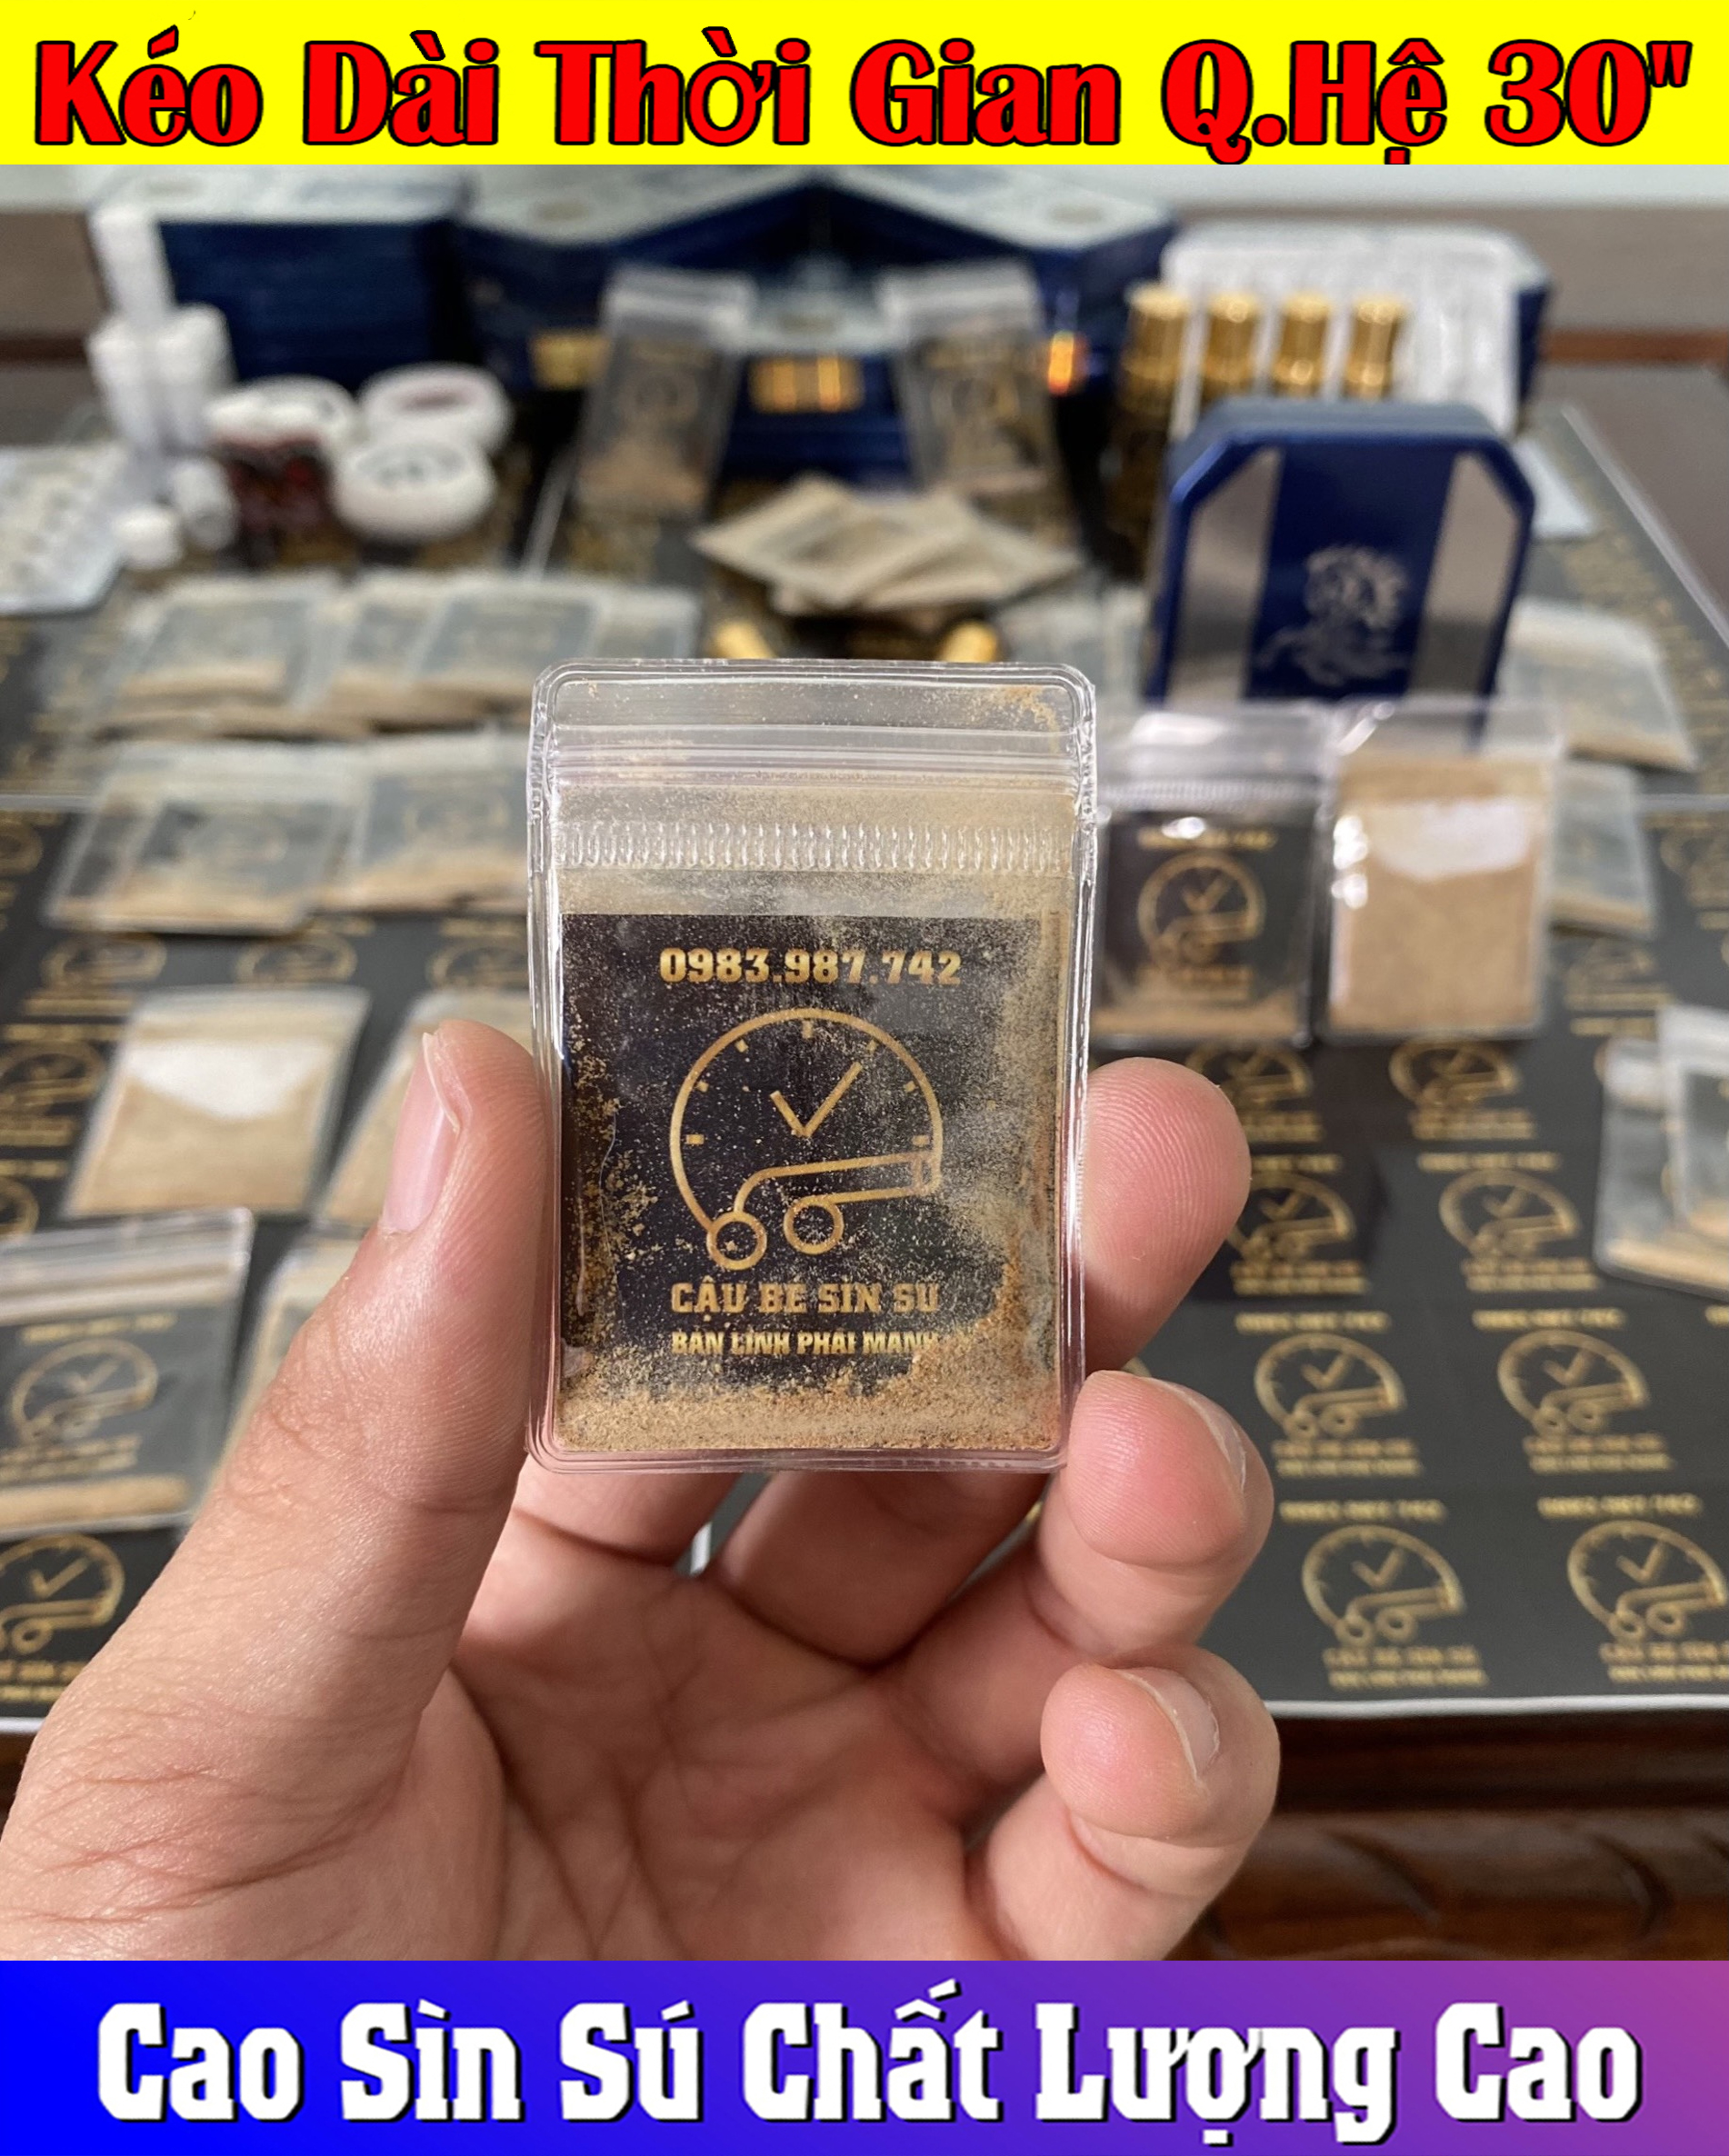 Kéo Dài Thời Gian Q.Hệ 30"
0983.987.742
CẬU BÉ SÌN SÚ
BẢN LĨNH PHÁI MẠNH
Cao Sìn Sú Chất Lượng Cao